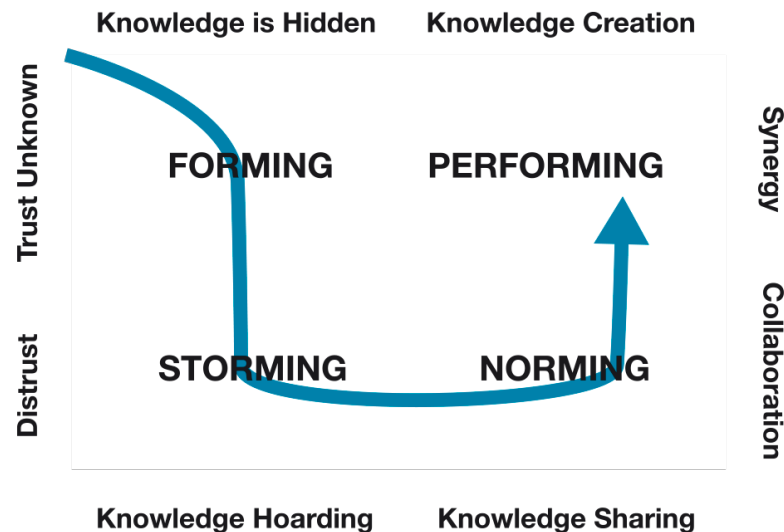 Knowledge is Hidden
Knowledge Creation
Trust Unknown
FORMING
PERFORMING
Synergy
Distrust
STORMING
NORMING
Collaboration
Knowledge Hoarding
Knowledge Sharing